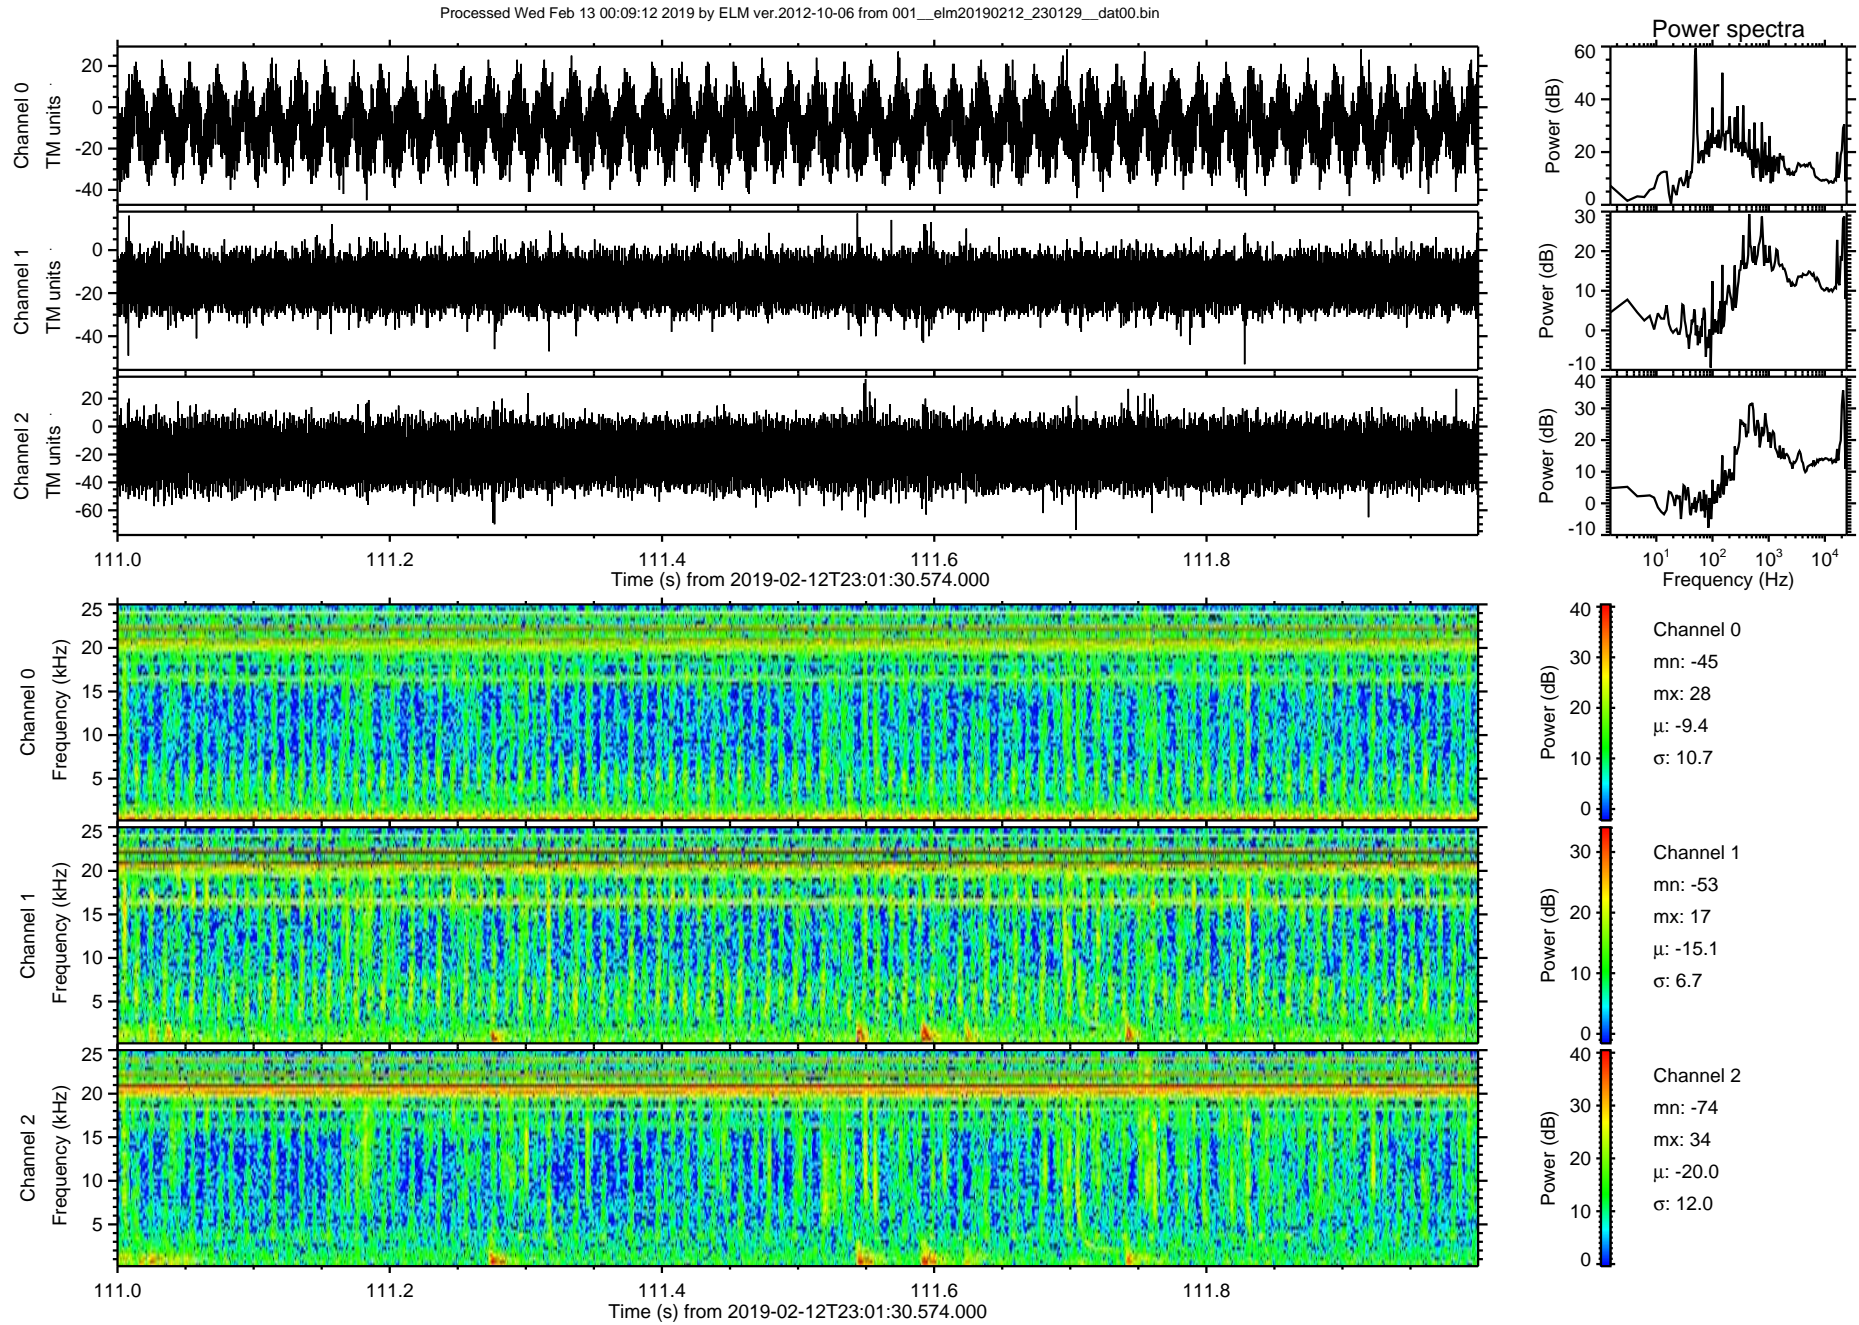 Processed Wed Feb 13 00:09:12 2019 by ELM ver.2012-10-06 from 001__elm20190212_230129__dat00.bin
Power spectra
Channel 0
TM units
20
0
-20
-40
Power (dB)
60
40
20
0
Channel 1
TM units
0
-20
-40
Power (dB)
30
20
10
0
-10
Channel 2
TM units
20
0
-20
-40
-60
Power (dB)
40
30
20
10
0
-10
111.0 111.2 111.4 111.6 111.8
Time (s) from 2019-02-12T23:01:30.574.000
10¹ 10² 10³ 10⁴
Frequency (Hz)
Channel 0
Frequency (kHz)
25
20
15
10
5
Power (dB)
40
30
20
10
0
Channel 0
mn: -45
mx: 28
µ: -9.4
σ: 10.7
Channel 1
Frequency (kHz)
25
20
15
10
5
Power (dB)
30
20
10
0
Channel 1
mn: -53
mx: 17
µ: -15.1
σ: 6.7
Channel 2
Frequency (kHz)
25
20
15
10
5
Power (dB)
40
30
20
10
0
Channel 2
mn: -74
mx: 34
µ: -20.0
σ: 12.0
111.0 111.2 111.4 111.6 111.8
Time (s) from 2019-02-12T23:01:30.574.000